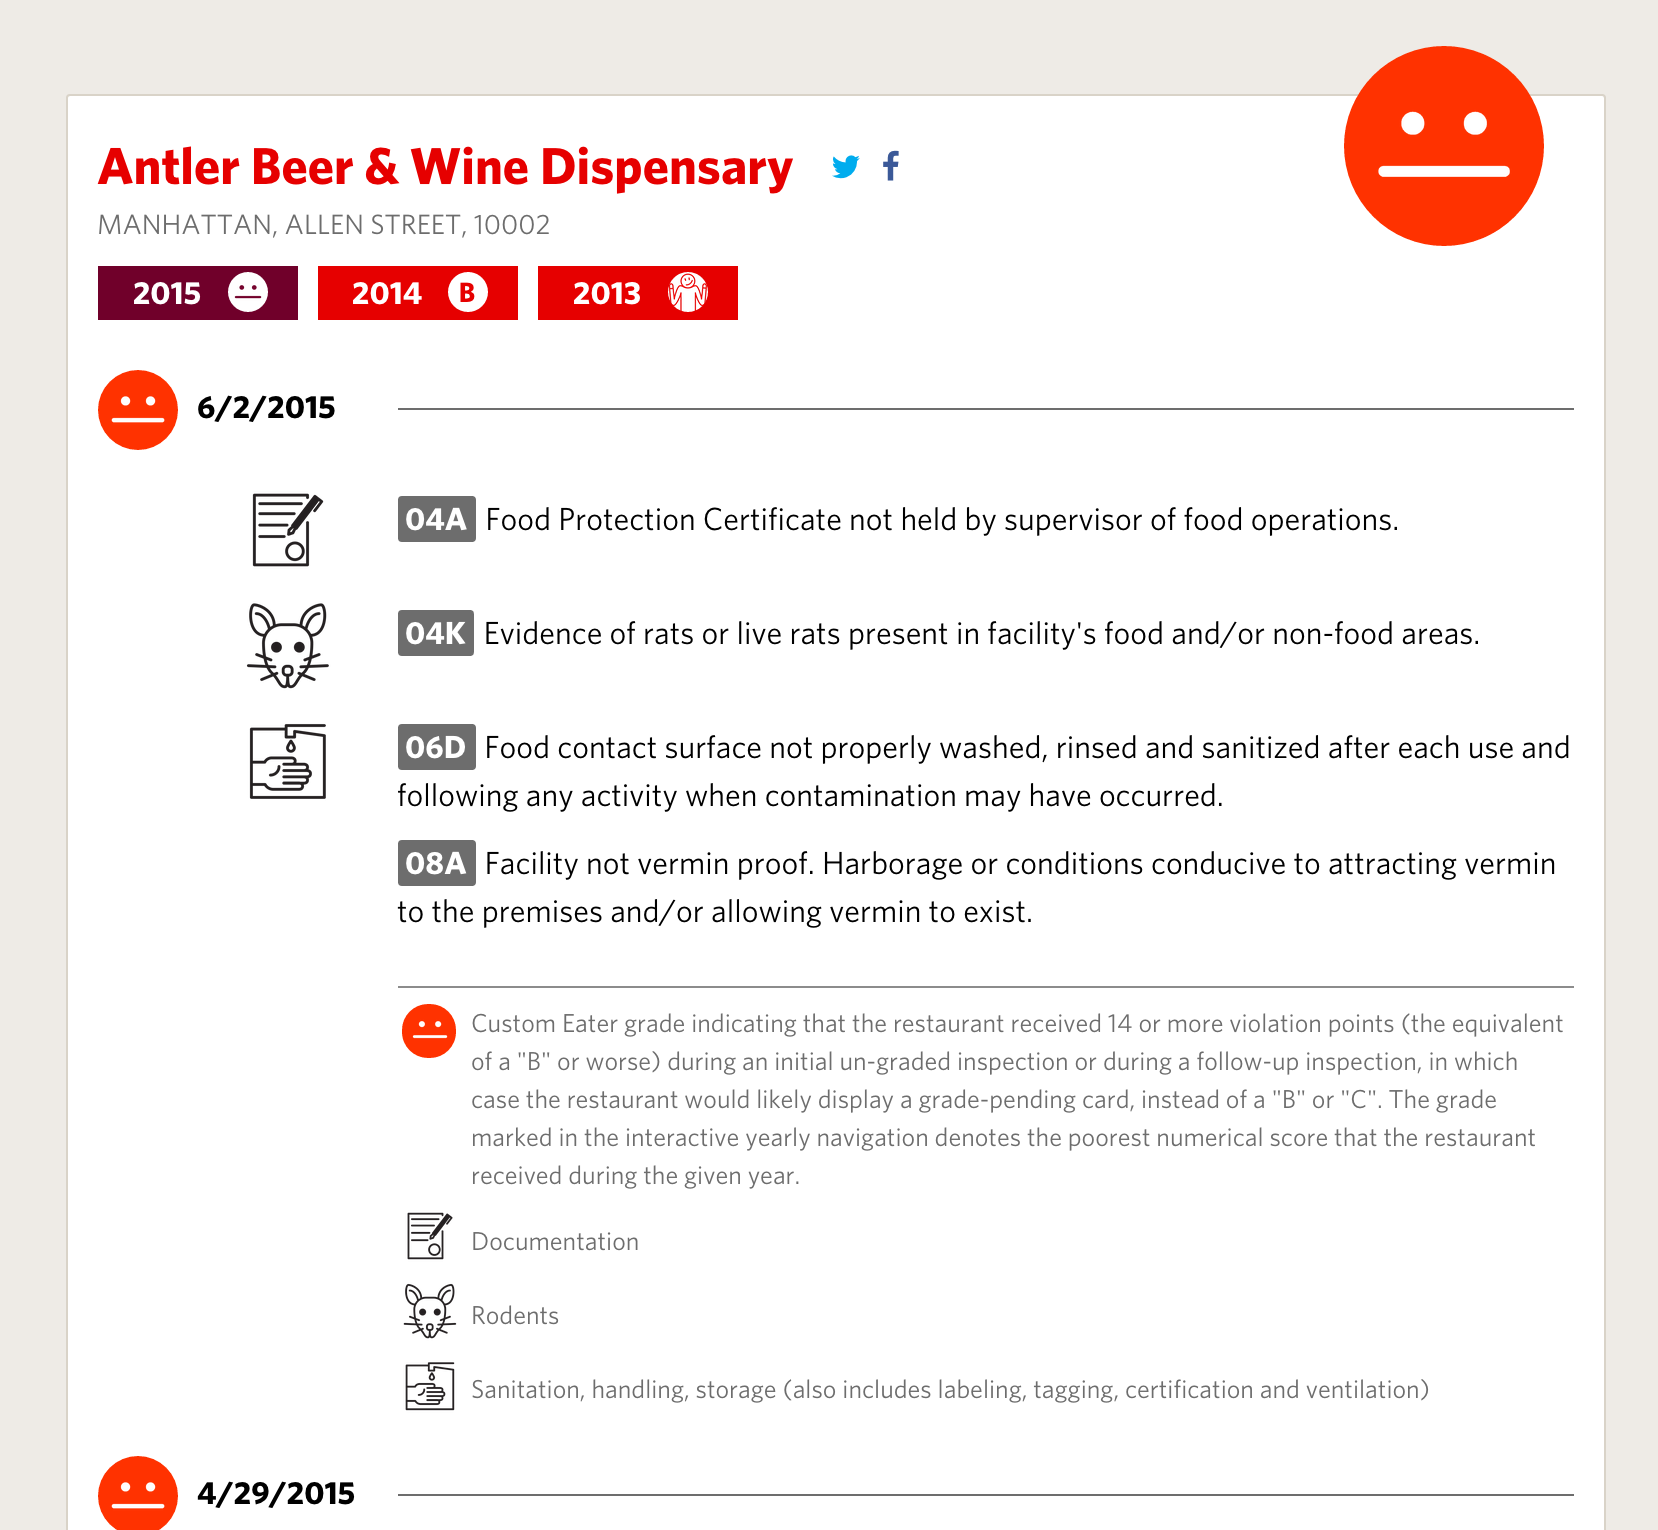 Antler Beer & Wine Dispensary
MANHATTAN, ALLEN STREET, 10002
2015
2014 B
2013
6/2/2015
04A Food Protection Certificate not held by supervisor of food operations.
04K Evidence of rats or live rats present in facility's food and/or non-food areas.
06D Food contact surface not properly washed, rinsed and sanitized after each use and
following any activity when contamination may have occurred.
08A Facility not vermin proof. Harborage or conditions conducive to attracting vermin
to the premises and/or allowing vermin to exist.
Custom Eater grade indicating that the restaurant received 14 or more violation points (the equivalent
of a "B" or worse) during an initial un-graded inspection or during a follow-up inspection, in which
case the restaurant would likely display a grade-pending card, instead of a "B" or "C". The grade
marked in the interactive yearly navigation denotes the poorest numerical score that the restaurant
received during the given year.
Documentation
Rodents
Sanitation, handling, storage (also includes labeling, tagging, certification and ventilation)
4/29/2015